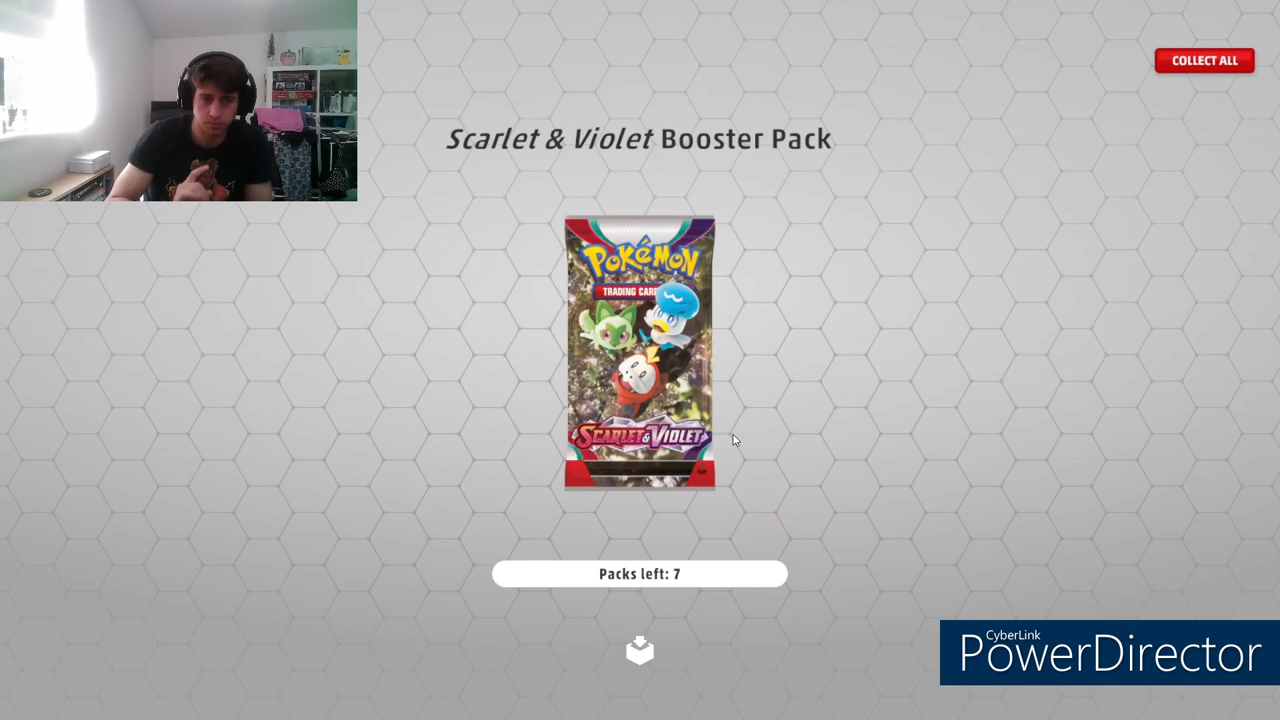 COLLECT ALL
Scarlet & Violet Booster Pack
POKéMON
TRADING CARD
SCARLET & VIOLET
Packs left: 7
CyberLink
PowerDirector